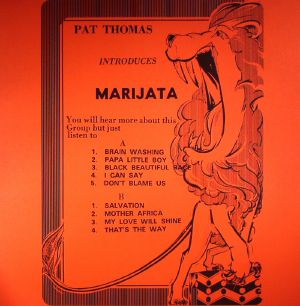 PAT THOMAS
INTRODUCES
MARIJATA
You will hear more about this
Group but just
listen to
A
1. BRAIN WASHING
2. PAPA LITTLE BOY
3. BLACK BEAUTIFUL RACE
4. I CAN SAY
5. DON'T BLAME US
B
1. SALVATION
2. MOTHER AFRICA
3. MY LOVE WILL SHINE
4. THAT'S THE WAY